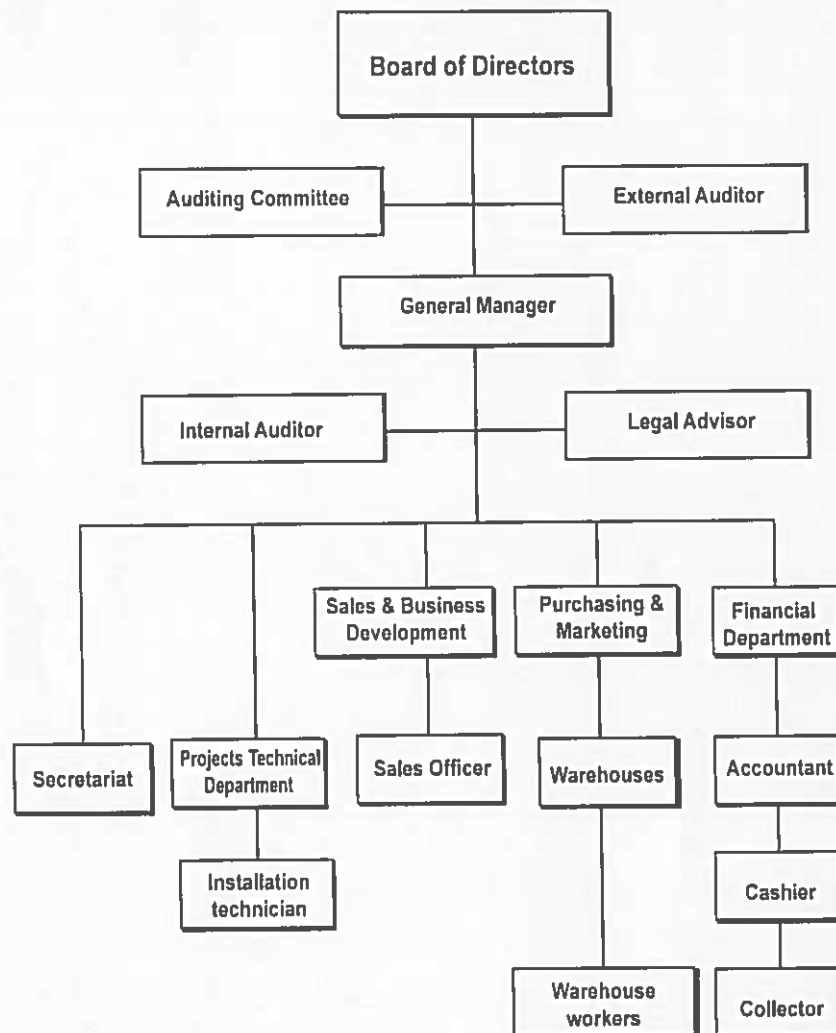 Board of Directors
Auditing Committee
External Auditor
General Manager
Internal Auditor
Legal Advisor
Sales & Business
Development
Purchasing &
Marketing
Financial
Department
Secretariat
Projects Technical
Department
Sales Officer
Warehouses
Accountant
Installation
technician
Cashier
Warehouse
workers
Collector